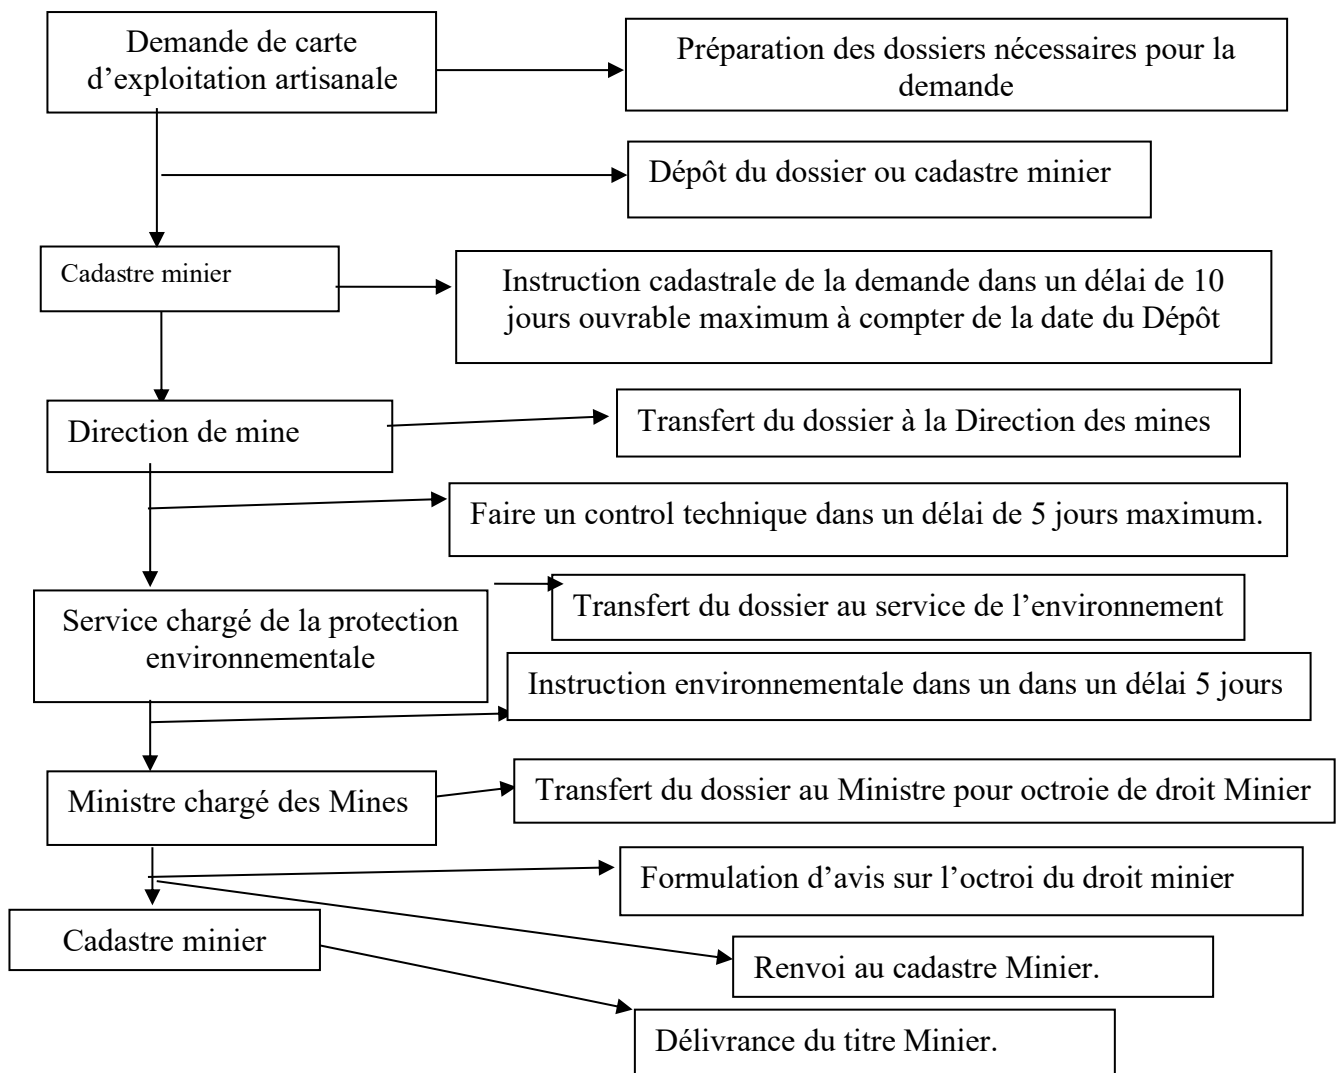 Demande de carte
d’exploitation artisanale
Préparation des dossiers nécessaires pour la
demande
Dépôt du dossier ou cadastre minier
Cadastre minier
Instruction cadastrale de la demande dans un délai de 10
jours ouvrable maximum à compter de la date du Dépôt
Direction de mine
Transfert du dossier à la Direction des mines
Faire un control technique dans un délai de 5 jours maximum.
Service chargé de la protection
environnementale
Transfert du dossier au service de l’environnement
Instruction environnementale dans un dans un délai 5 jours
Ministre chargé des Mines
Transfert du dossier au Ministre pour octroie de droit Minier
Formulation d’avis sur l’octroi du droit minier
Cadastre minier
Renvoi au cadastre Minier.
Délivrance du titre Minier.